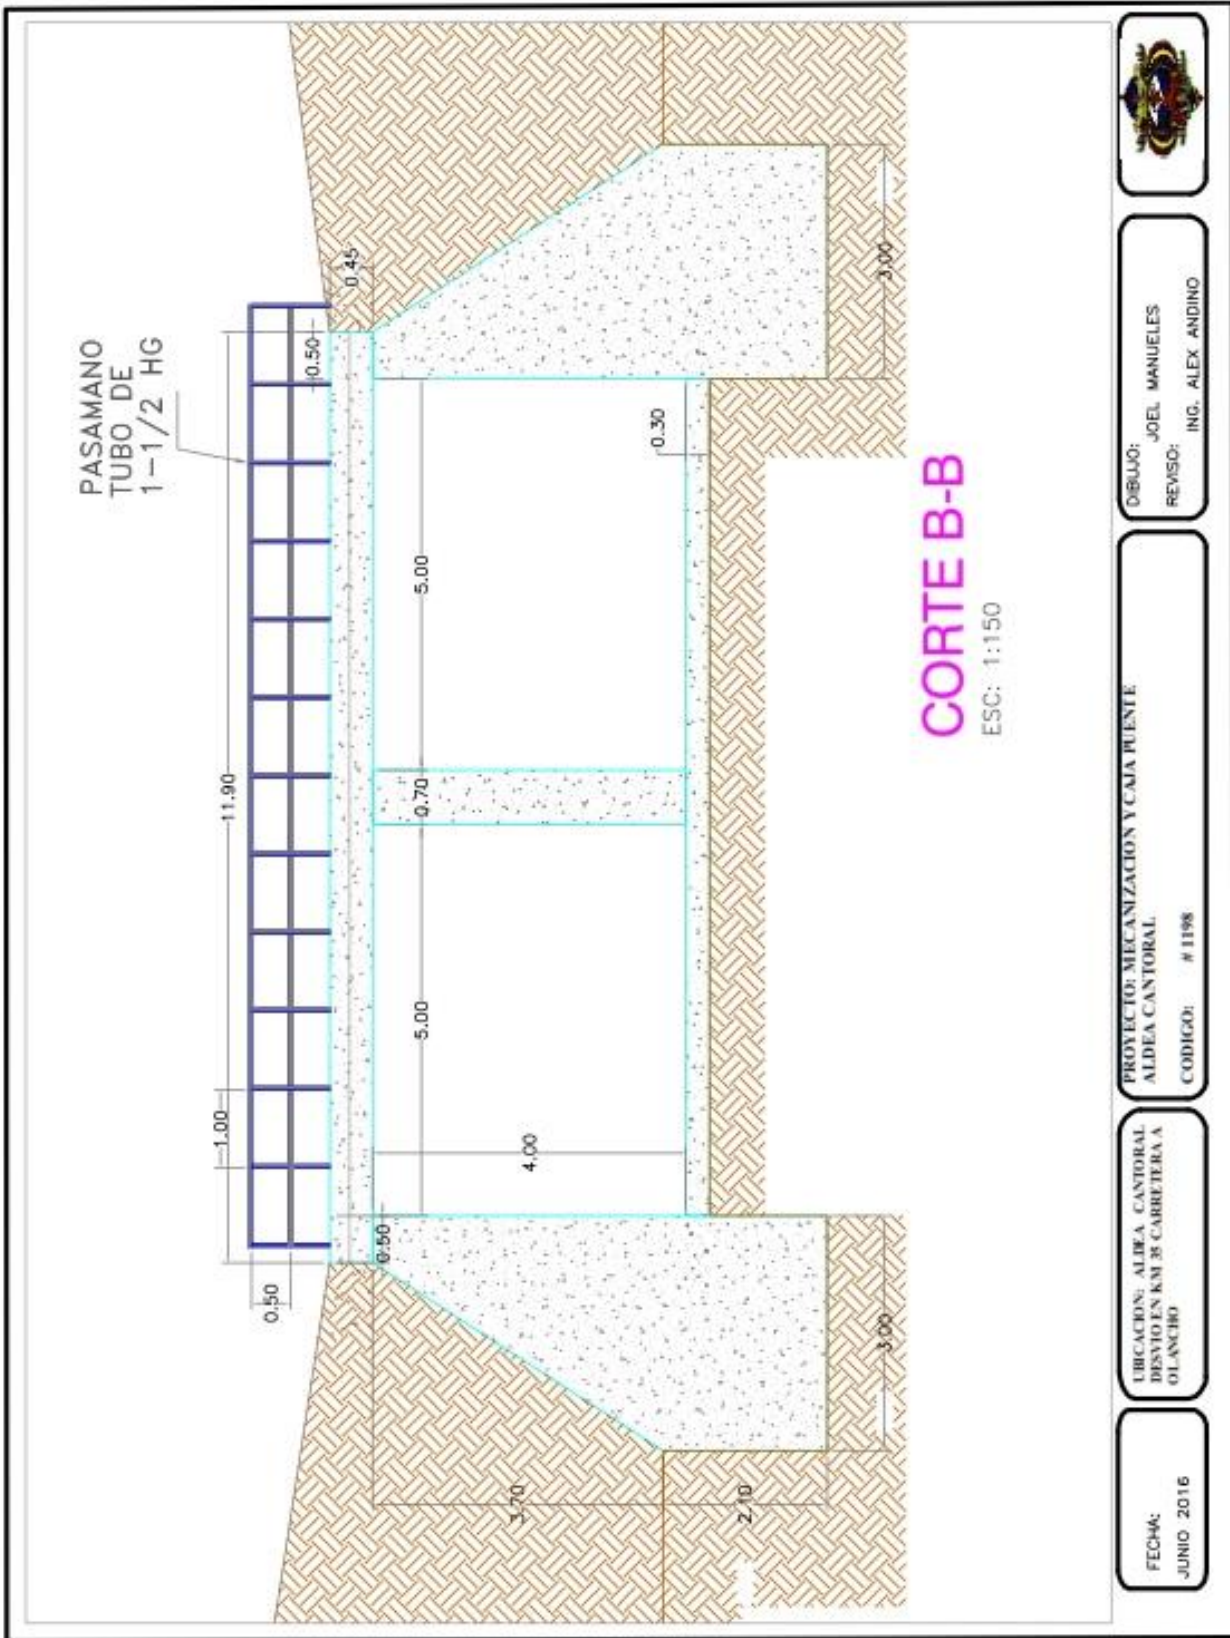 PASAMANO
TUBO DE
1-1/2 HG
11.90
1.00
0.50
0.50
0.45
0.50
5.00
0.70
5.00
4.00
0.30
3.70
2.10
3.00
3.00
CORTE B-B
ESC: 1:150
FECHA:
JUNIO 2016
UBICACION: ALDEA CANTORAL
DESVIO EN KM 35 CARRETERA A
OLANCHO
PROYECTO: MECANIZACION Y CAJA PUENTE
ALDEA CANTORAL
CODIGO: # 1198
DIBUJO:
JOEL MANUELES
REVISO:
ING. ALEX ANDINO